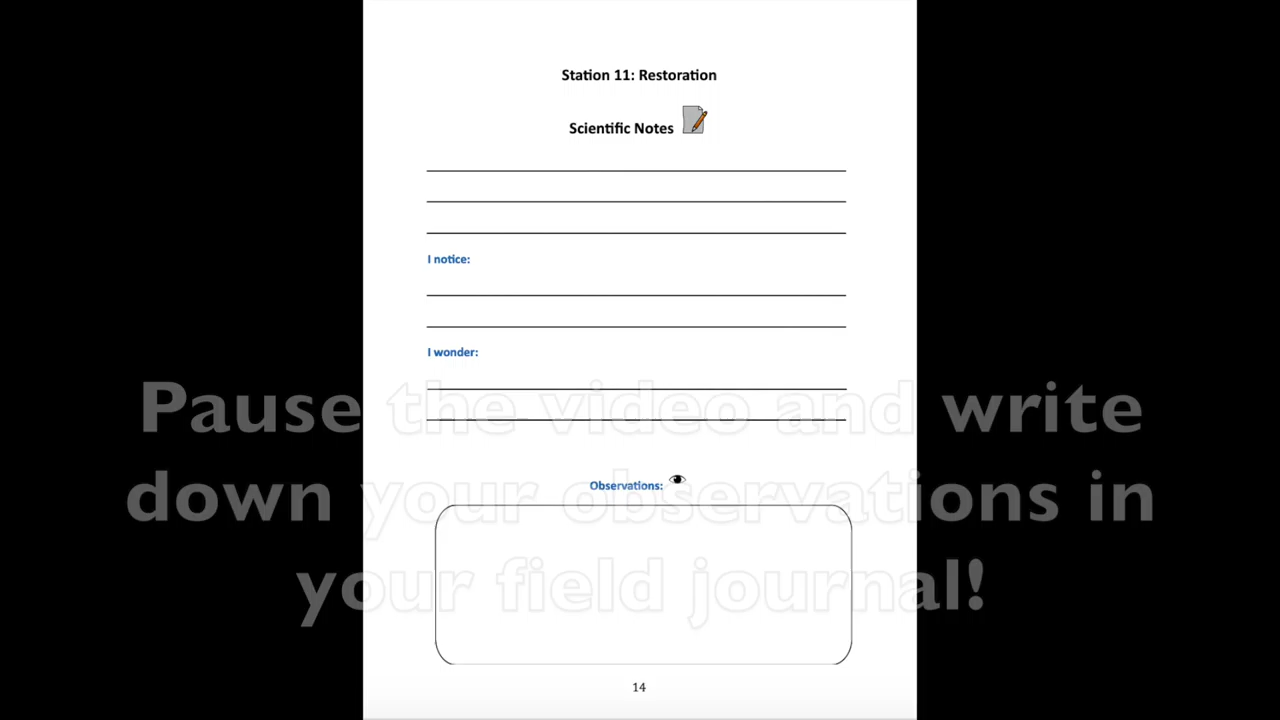 Station 11: Restoration
Scientific Notes
I notice:
I wonder:
Pause the video and write
down your observations in
your field journal!
Observations:
14